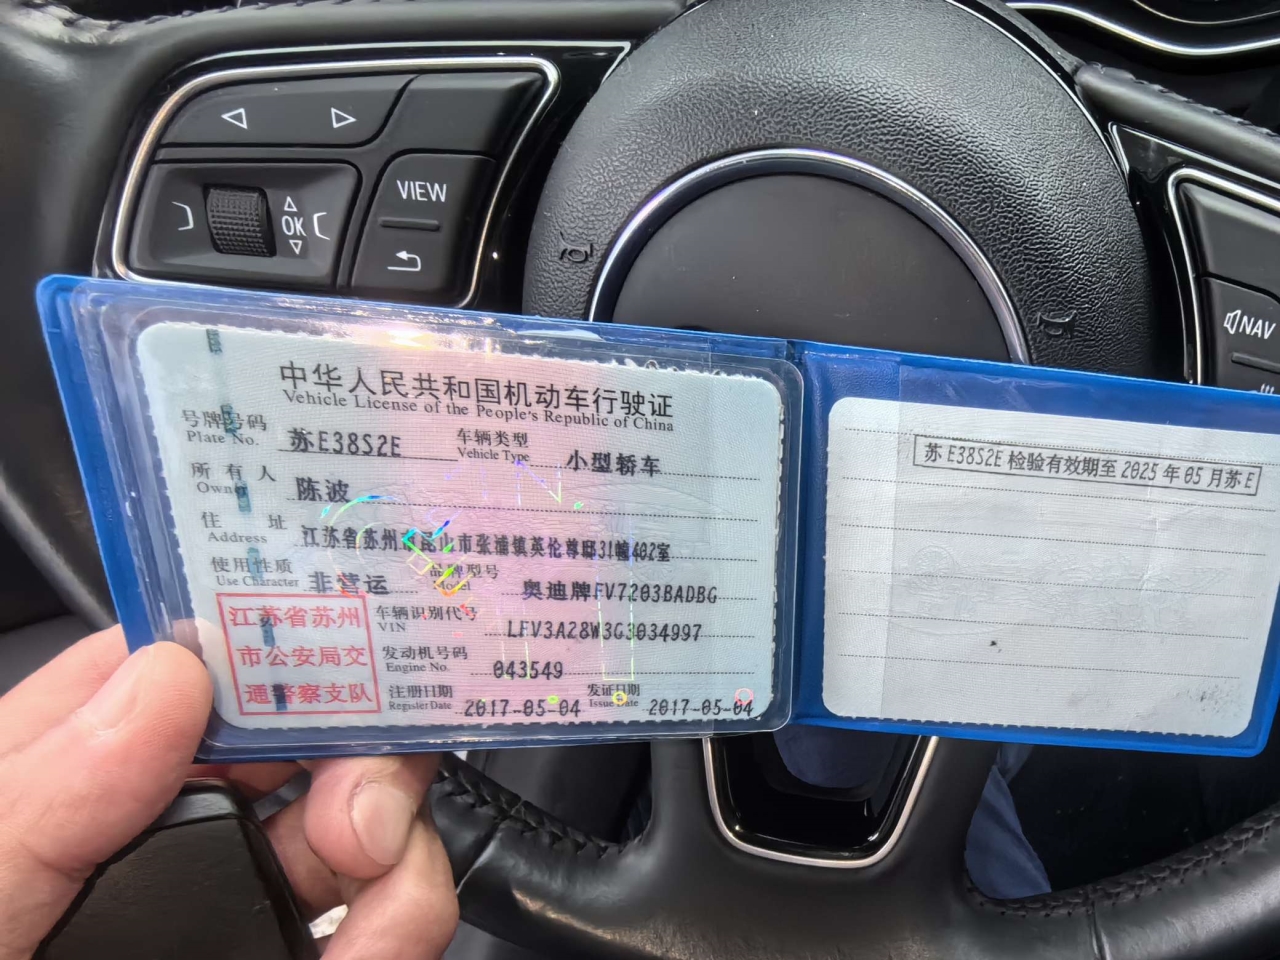 VIEW
OK
NAV
中华人民共和国机动车行驶证
Vehicle License of the People's Republic of China
号牌号码 苏E38S2E 车辆类型 小型轿车
Plate No. Vehicle Type
所有人 陈波
Owner
住址 江苏省苏州市昆山市张浦镇英伦尊邸31幢402室
Address
使用性质 非营运 品牌型号 奥迪牌FV7203BADBG
Use Character Model
江苏省苏州
市公安局交
通警察支队
车辆识别代号 LFV3A28W3G3034997
VIN
发动机号码 043549
Engine No.
注册日期 2017-05-04 发证日期 2017-05-04
Register Date Issue Date
苏E38S2E 检验有效期至 2025 年 05 月苏E